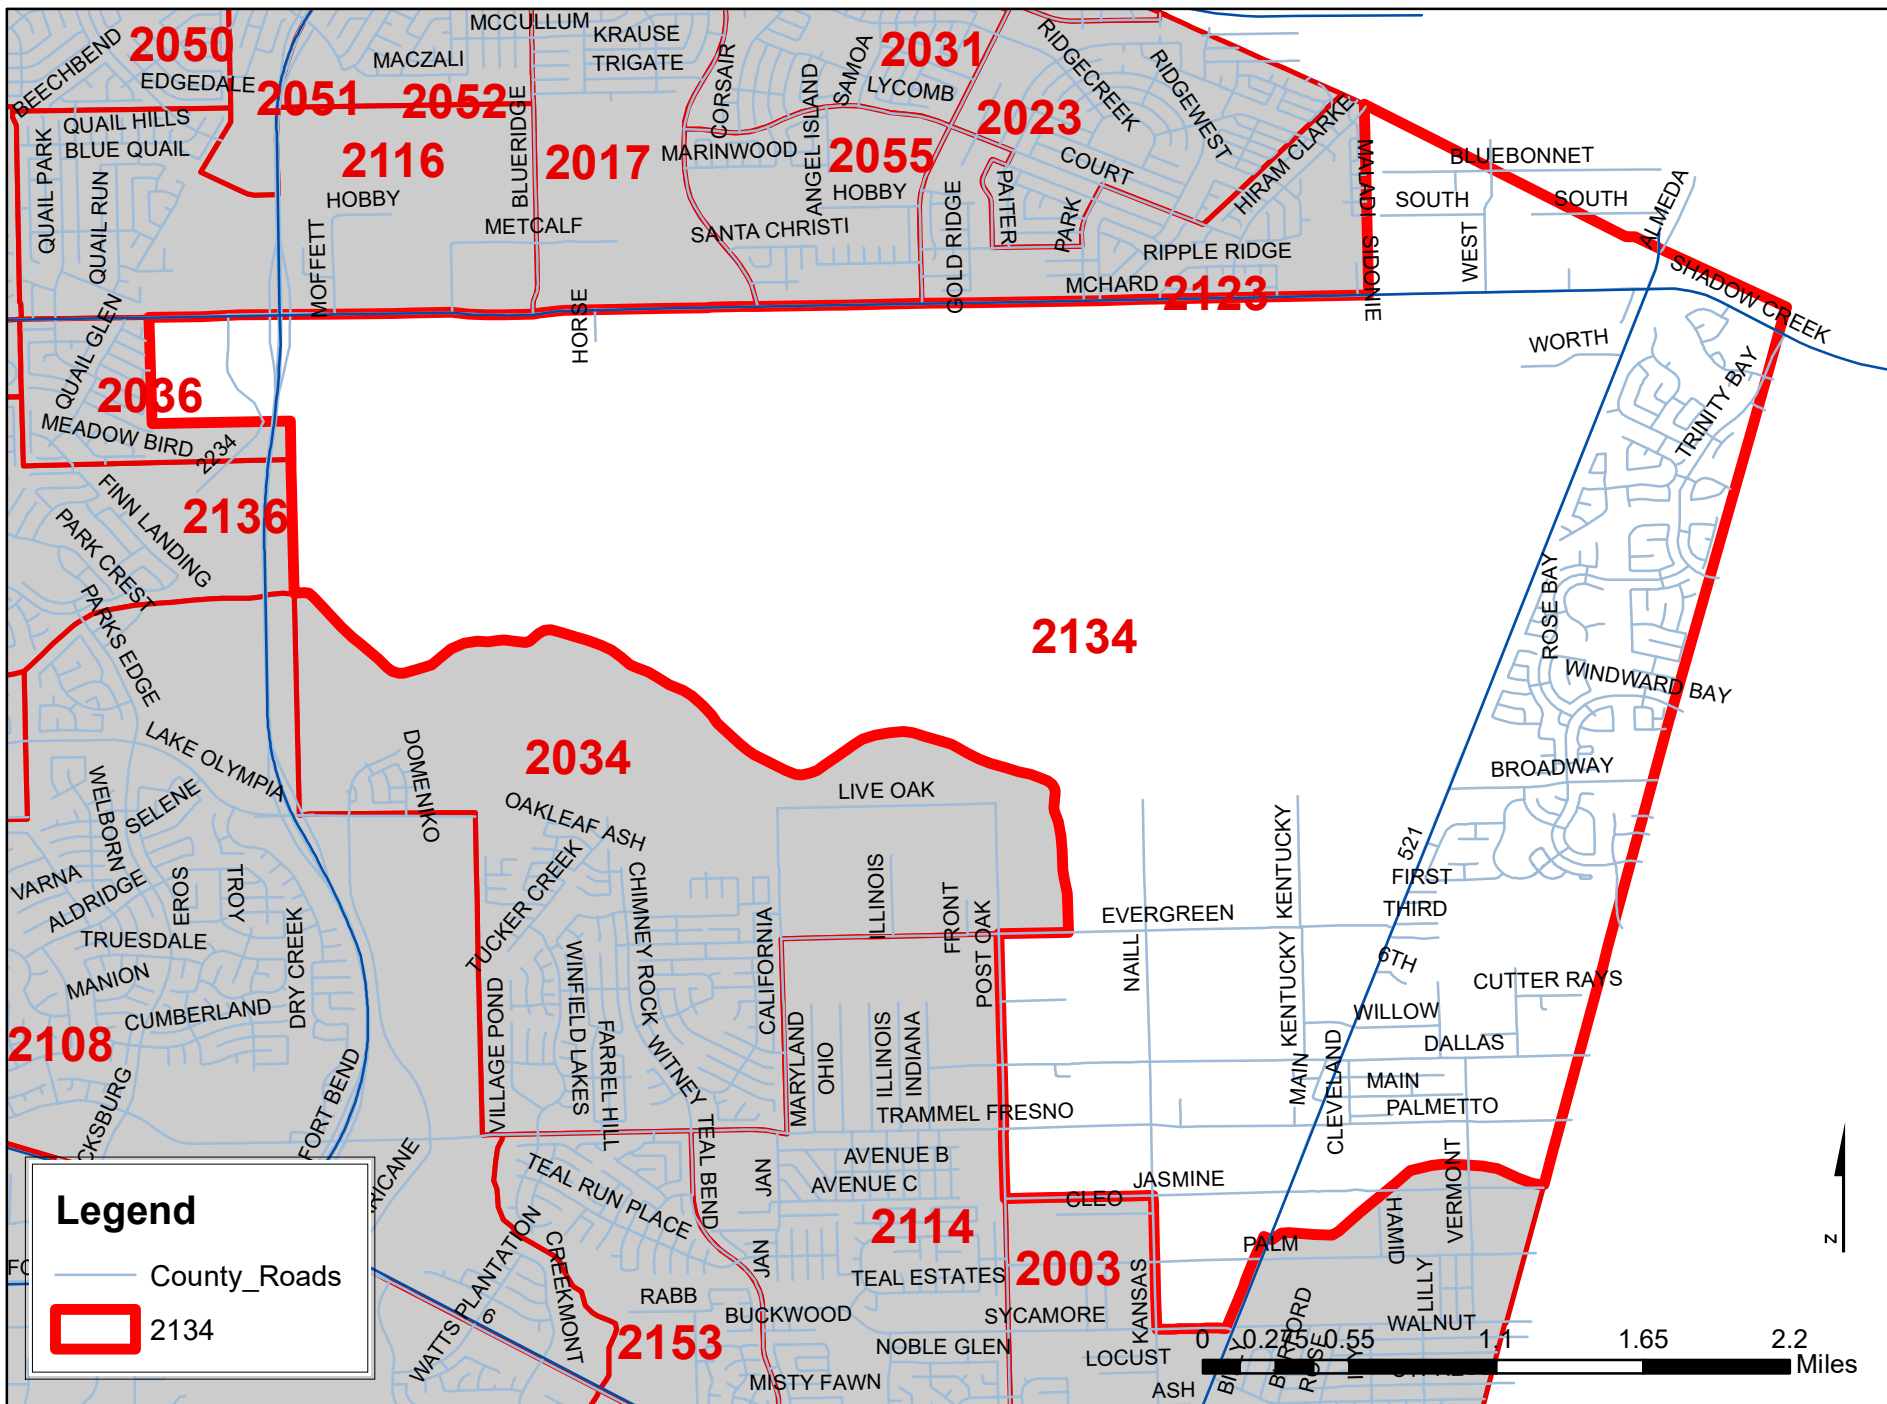 MCCULLUM
KRAUSE
2050
2031
BEECHBEND
MACZALI
TRIGATE
CORSAIR
SAMOA
RIDGECREEK
RIDGEWEST
EDGEDALE
2051
2052
LYCOMB
2023
HIRAM CLARKE
QUAIL HILLS
BLUERIDGE
ANGEL ISLAND
BLUE QUAIL
2116
2017
MARINWOOD
2055
COURT
MALADI
BLUEBONNET
QUAIL PARK
QUAIL RUN
HOBBY
HOBBY
PAITER
PARK
SOUTH
SOUTH
ALMEDA
METCALF
SANTA CHRISTI
GOLD RIDGE
RIPPLE RIDGE
SIDONIE
WEST
MOFFETT
MCHARD
2123
SHADOW CREEK
HORSE
QUAIL GLEN
WORTH
2036
TRINITY BAY
MEADOW BIRD
2234
FINN LANDING
2136
PARK CREST
ROSE BAY
PARKS EDGE
2134
WINDWARD BAY
LAKE OLYMPIA
DOMENIKO
2034
BROADWAY
WELBORN
SELENE
OAKLEAF ASH
LIVE OAK
KENTUCKY
521
VARNA
ALDRIDGE
EROS
TROY
TUCKER CREEK
CHIMNEY ROCK
ILLINOIS
FRONT
FIRST
TRUESDALE
DRY CREEK
CALIFORNIA
POST OAK
EVERGREEN
THIRD
MANION
WINFIELD LAKES
NAILL
KENTUCKY
6TH
CUTTER RAYS
CUMBERLAND
VILLAGE POND
FARREL HILL
WITNEY
MARYLAND
OHIO
ILLINOIS
INDIANA
WILLOW
2108
DALLAS
CLEVELAND
MAIN
MAIN
CKSBURG
FORT BEND
TRAMMEL FRESNO
PALMETTO
TEAL BEND
AVENUE B
VERMONT
RICANE
TEAL RUN PLACE
JAN
AVENUE C
JASMINE
CLEO
HAMID
Legend
PLANTATION
CREEKMONT
JAN
2114
2003
PALM
FO
County_Roads
RABB
TEAL ESTATES
KANSAS
LILLY
2134
WATTS
6
2153
BUCKWOOD
SYCAMORE
WALNUT
NOBLE GLEN
LOCUST
ROSE
MISTY FAWN
ASH
0 0.275 0.55 1.1 1.65 2.2
Miles
z